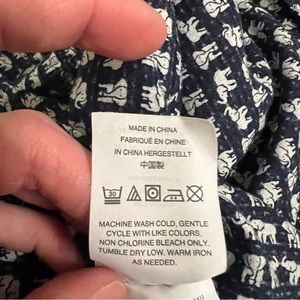 MADE IN CHINA
FABRIQUÉ EN CHINE
IN CHINA HERGESTELLT
中国製
30
MACHINE WASH COLD, GENTLE
CYCLE WITH LIKE COLORS.
NON CHLORINE BLEACH ONLY.
TUMBLE DRY LOW. WARM IRON
AS NEEDED.